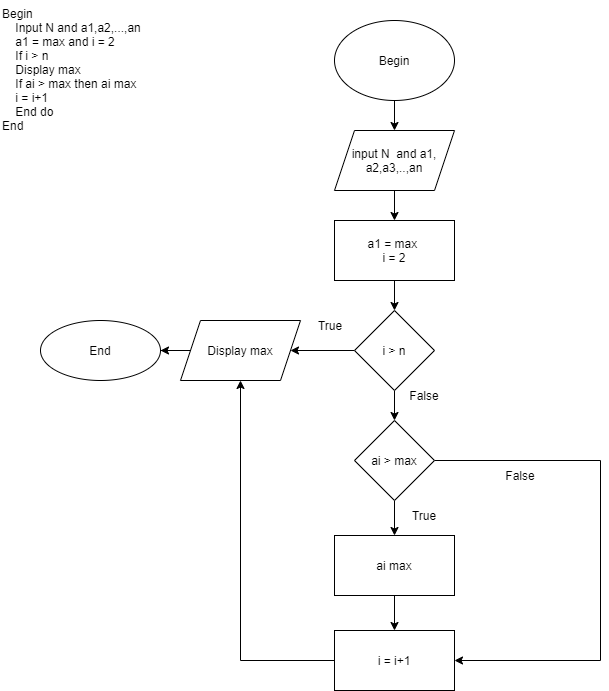 Begin
Input N and a1,a2,...,an
a1 = max and i = 2
If i > n
Display max
If ai > max then ai max
i = i+1
End do
End
Begin
input N  and a1,
a2,a3,..,an
a1 = max
i = 2
True
End
Display max
i > n
False
ai > max
False
True
ai max
i = i+1